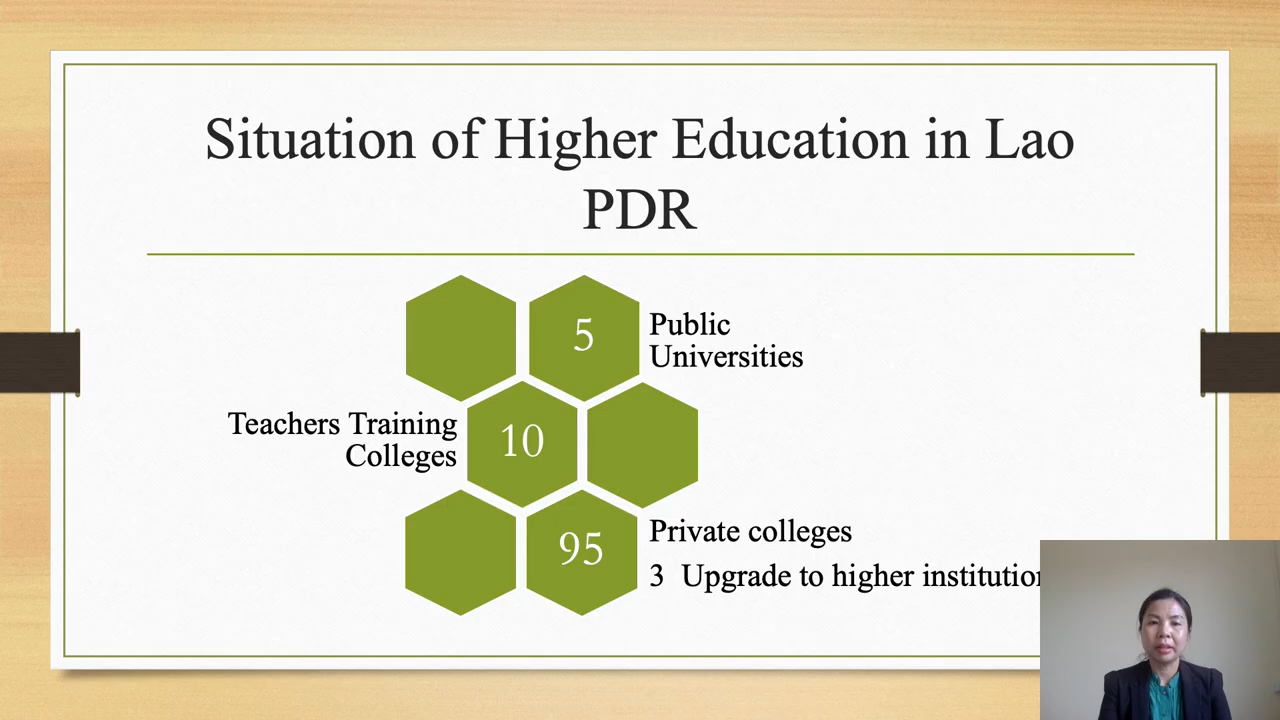 Situation of Higher Education in Lao
PDR
5
Public
Universities
Teachers Training
Colleges
10
95
Private colleges
3 Upgrade to higher